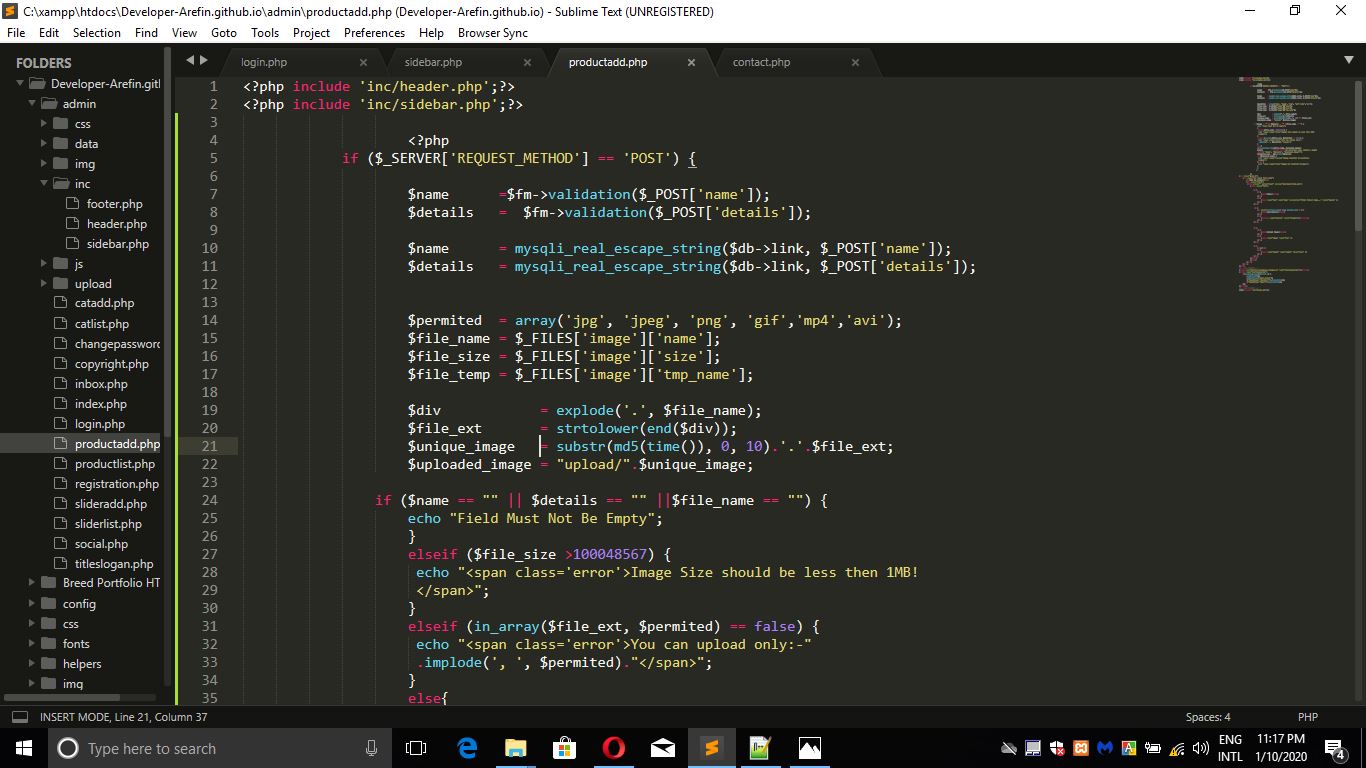 C:\xampp\htdocs\Developer-Arefin.github.io\admin\productadd.php (Developer-Arefin.github.io) - Sublime Text (UNREGISTERED)
File Edit Selection Find View Goto Tools Project Preferences Help Browser Sync
FOLDERS
Developer-Arefin.gitl
admin
css
data
img
inc
footer.php
header.php
sidebar.php
js
upload
catadd.php
catlist.php
changepassword
copyright.php
inbox.php
index.php
login.php
productadd.php
productlist.php
registration.php
slideradd.php
sliderlist.php
social.php
titleslogan.php
Breed Portfolio HT
config
css
fonts
helpers
img
login.php sidebar.php productadd.php contact.php
1 <?php include 'inc/header.php';?>
2 <?php include 'inc/sidebar.php';?>
3
4 <?php
5 if ($_SERVER['REQUEST_METHOD'] == 'POST') {
6
7 $name =$fm->validation($_POST['name']);
8 $details = $fm->validation($_POST['details']);
9
10 $name = mysqli_real_escape_string($db->link, $_POST['name']);
11 $details = mysqli_real_escape_string($db->link, $_POST['details']);
12
13
14 $permited = array('jpg', 'jpeg', 'png', 'gif','mp4','avi');
15 $file_name = $_FILES['image']['name'];
16 $file_size = $_FILES['image']['size'];
17 $file_temp = $_FILES['image']['tmp_name'];
18
19 $div = explode('.', $file_name);
20 $file_ext = strtolower(end($div));
21 $unique_image = substr(md5(time()), 0, 10).'.'.$file_ext;
22 $uploaded_image = "upload/".$unique_image;
23
24 if ($name == "" || $details == "" ||$file_name == "") {
25 echo "Field Must Not Be Empty";
26 }
27 elseif ($file_size >100048567) {
28 echo "<span class='error'>Image Size should be less then 1MB!
29 </span>";
30 }
31 elseif (in_array($file_ext, $permited) == false) {
32 echo "<span class='error'>You can upload only:-"
33 .implode(', ', $permited)."</span>";
34 }
35 else{
INSERT MODE, Line 21, Column 37 Spaces: 4 PHP
Type here to search
ENG 11:17 PM
INTL 1/10/2020
4